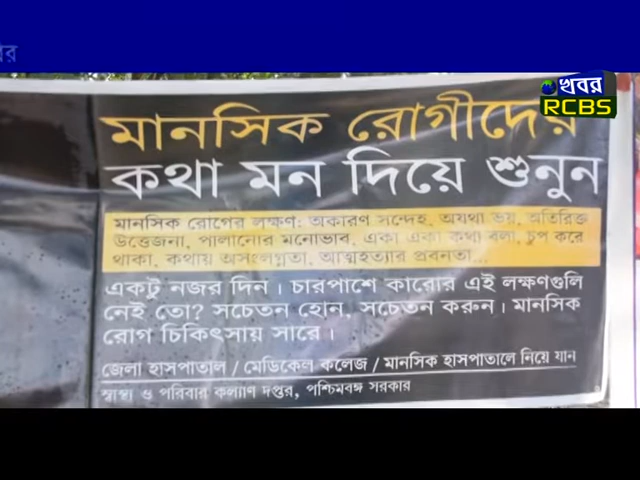 খবর
RCBS
মানসিক রোগীদের
কথা মন দিয়ে শুনুন
মানসিক রোগের লক্ষণ: অকারণ সন্দেহ, অযথা ভয়, অতিরিক্ত
উত্তেজনা, পালানোর মনোভাব, একা একা কথা বলা, চুপ করে
থাকা, কথায় অসংলগ্নতা, আত্মহত্যার প্রবনতা...
একটু নজর দিন। চারপাশে কারোর এই লক্ষণগুলি
নেই তো? সচেতন হোন, সচেতন করুন। মানসিক
রোগ চিকিৎসায় সারে।
জেলা হাসপাতাল / মেডিকেল কলেজ / মানসিক হাসপাতালে নিয়ে যান
স্বাস্থ্য ও পরিবার কল্যাণ দপ্তর, পশ্চিমবঙ্গ সরকার